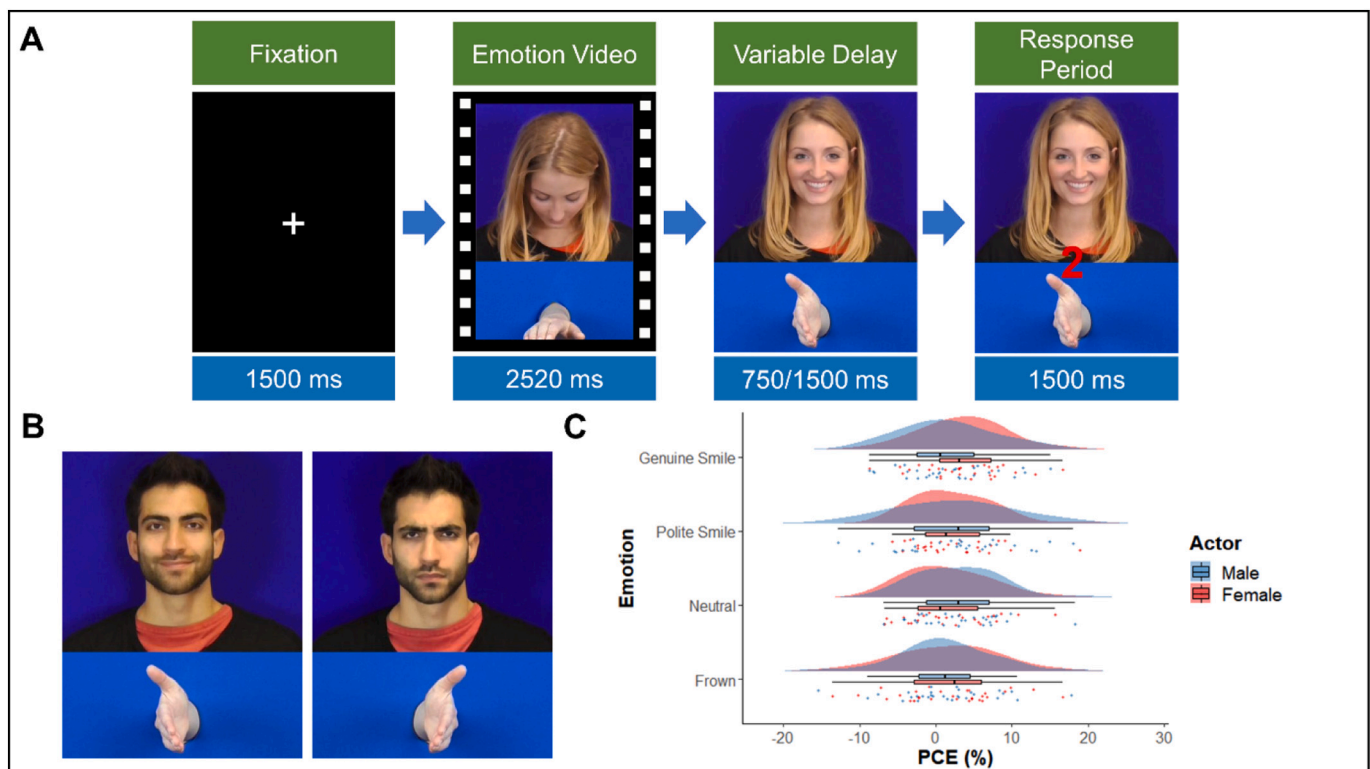 A
Fixation
Emotion Video
Variable Delay
Response
Period
+
2
1500 ms
2520 ms
750/1500 ms
1500 ms
B
C
Genuine Smile
Polite Smile
Neutral
Frown
Emotion
-20
-10
0
10
20
30
PCE (%)
Actor
Male
Female